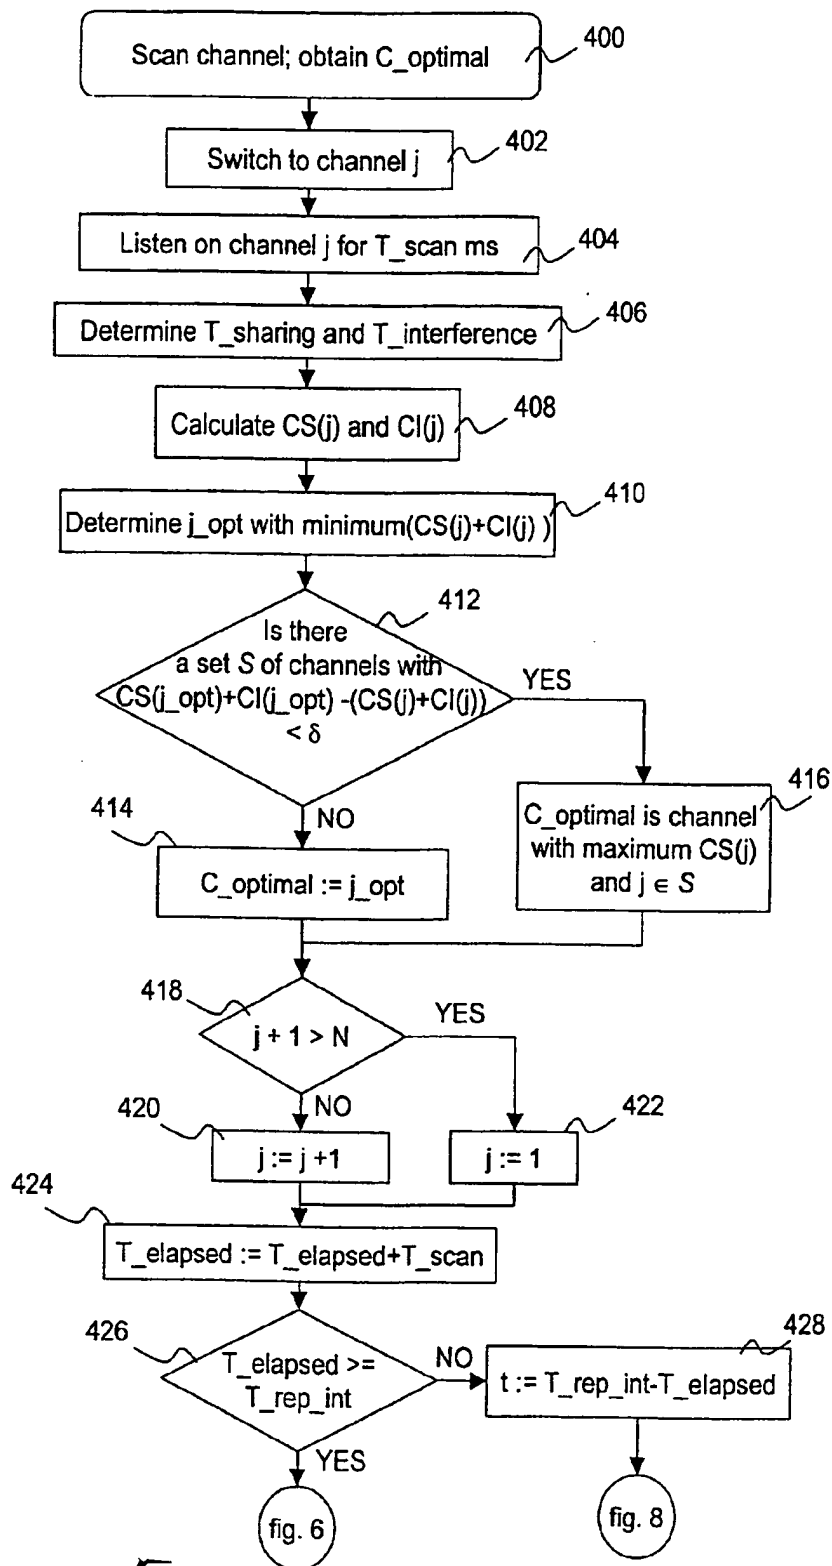 Scan channel; obtain C_optimal
400
Switch to channel j
402
Listen on channel j for T_scan ms
404
Determine T_sharing and T_interference
406
Calculate CS(j) and CI(j)
408
Determine j_opt with minimum(CS(j)+CI(j) )
410
412
Is there
a set S of channels with
CS(j_opt)+CI(j_opt) -(CS(j)+CI(j))
< δ
YES
NO
414
C_optimal := j_opt
416
C_optimal is channel
with maximum CS(j)
and j ∈ S
418
j + 1 > N
YES
NO
420
j := j +1
422
j := 1
424
T_elapsed := T_elapsed+T_scan
426
T_elapsed >=
T_rep_int
NO
YES
428
t := T_rep_int-T_elapsed
fig. 6
fig. 8